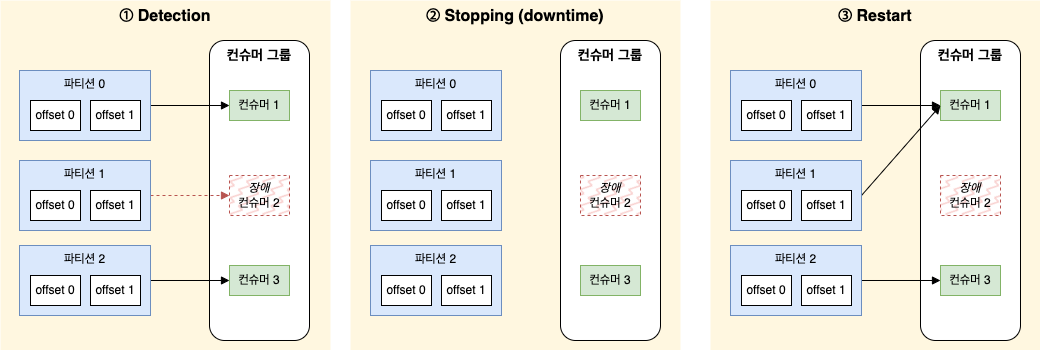 ① Detection
컨슈머 그룹
파티션 0
offset 0
offset 1
컨슈머 1
파티션 1
offset 0
offset 1
장애
컨슈머 2
파티션 2
offset 0
offset 1
컨슈머 3
② Stopping (downtime)
컨슈머 그룹
파티션 0
offset 0
offset 1
컨슈머 1
파티션 1
offset 0
offset 1
장애
컨슈머 2
파티션 2
offset 0
offset 1
컨슈머 3
③ Restart
컨슈머 그룹
파티션 0
offset 0
offset 1
컨슈머 1
파티션 1
offset 0
offset 1
장애
컨슈머 2
파티션 2
offset 0
offset 1
컨슈머 3